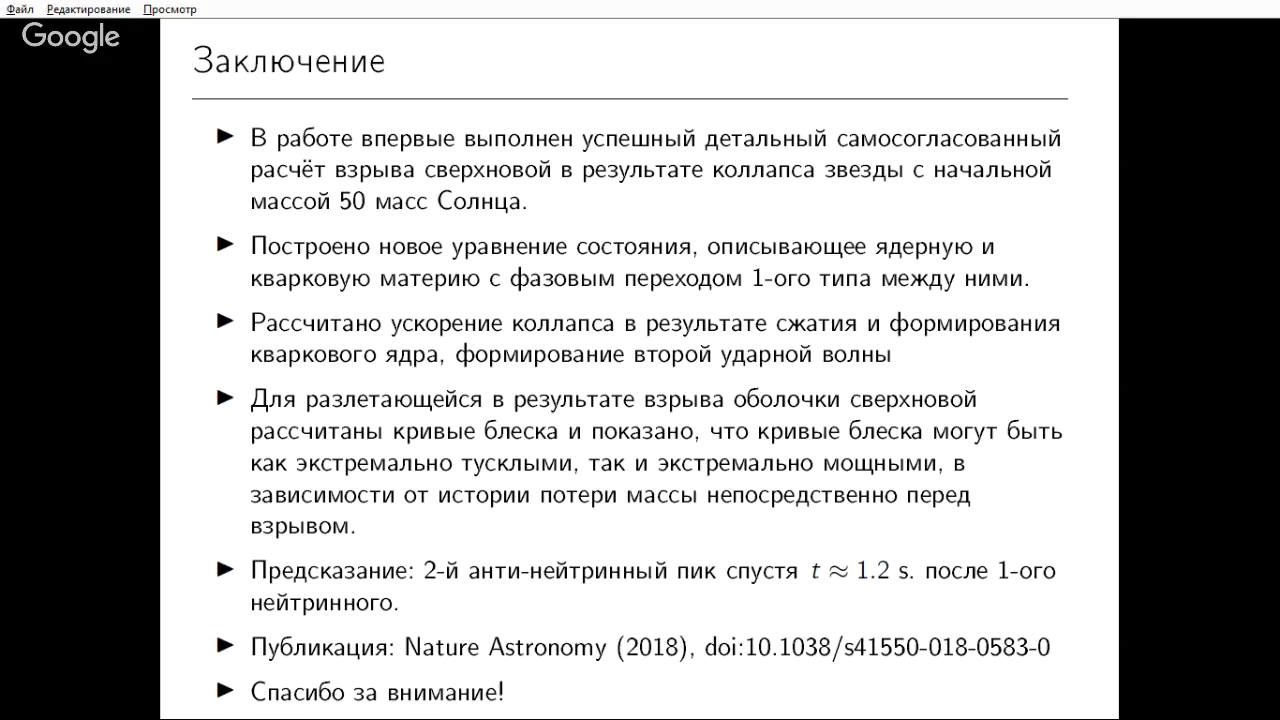 Файл Редактирование Просмотр
Google
Заключение
► В работе впервые выполнен успешный детальный самосогласованный
расчёт взрыва сверхновой в результате коллапса звезды с начальной
массой 50 масс Солнца.
► Построено новое уравнение состояния, описывающее ядерную и
кварковую материю с фазовым переходом 1-ого типа между ними.
► Рассчитано ускорение коллапса в результате сжатия и формирования
кваркового ядра, формирование второй ударной волны
► Для разлетающейся в результате взрыва оболочки сверхновой
рассчитаны кривые блеска и показано, что кривые блеска могут быть
как экстремально тусклыми, так и экстремально мощными, в
зависимости от истории потери массы непосредственно перед
взрывом.
► Предсказание: 2-й анти-нейтринный пик спустя t ≈ 1.2 s. после 1-ого
нейтринного.
► Публикация: Nature Astronomy (2018), doi:10.1038/s41550-018-0583-0
► Спасибо за внимание!